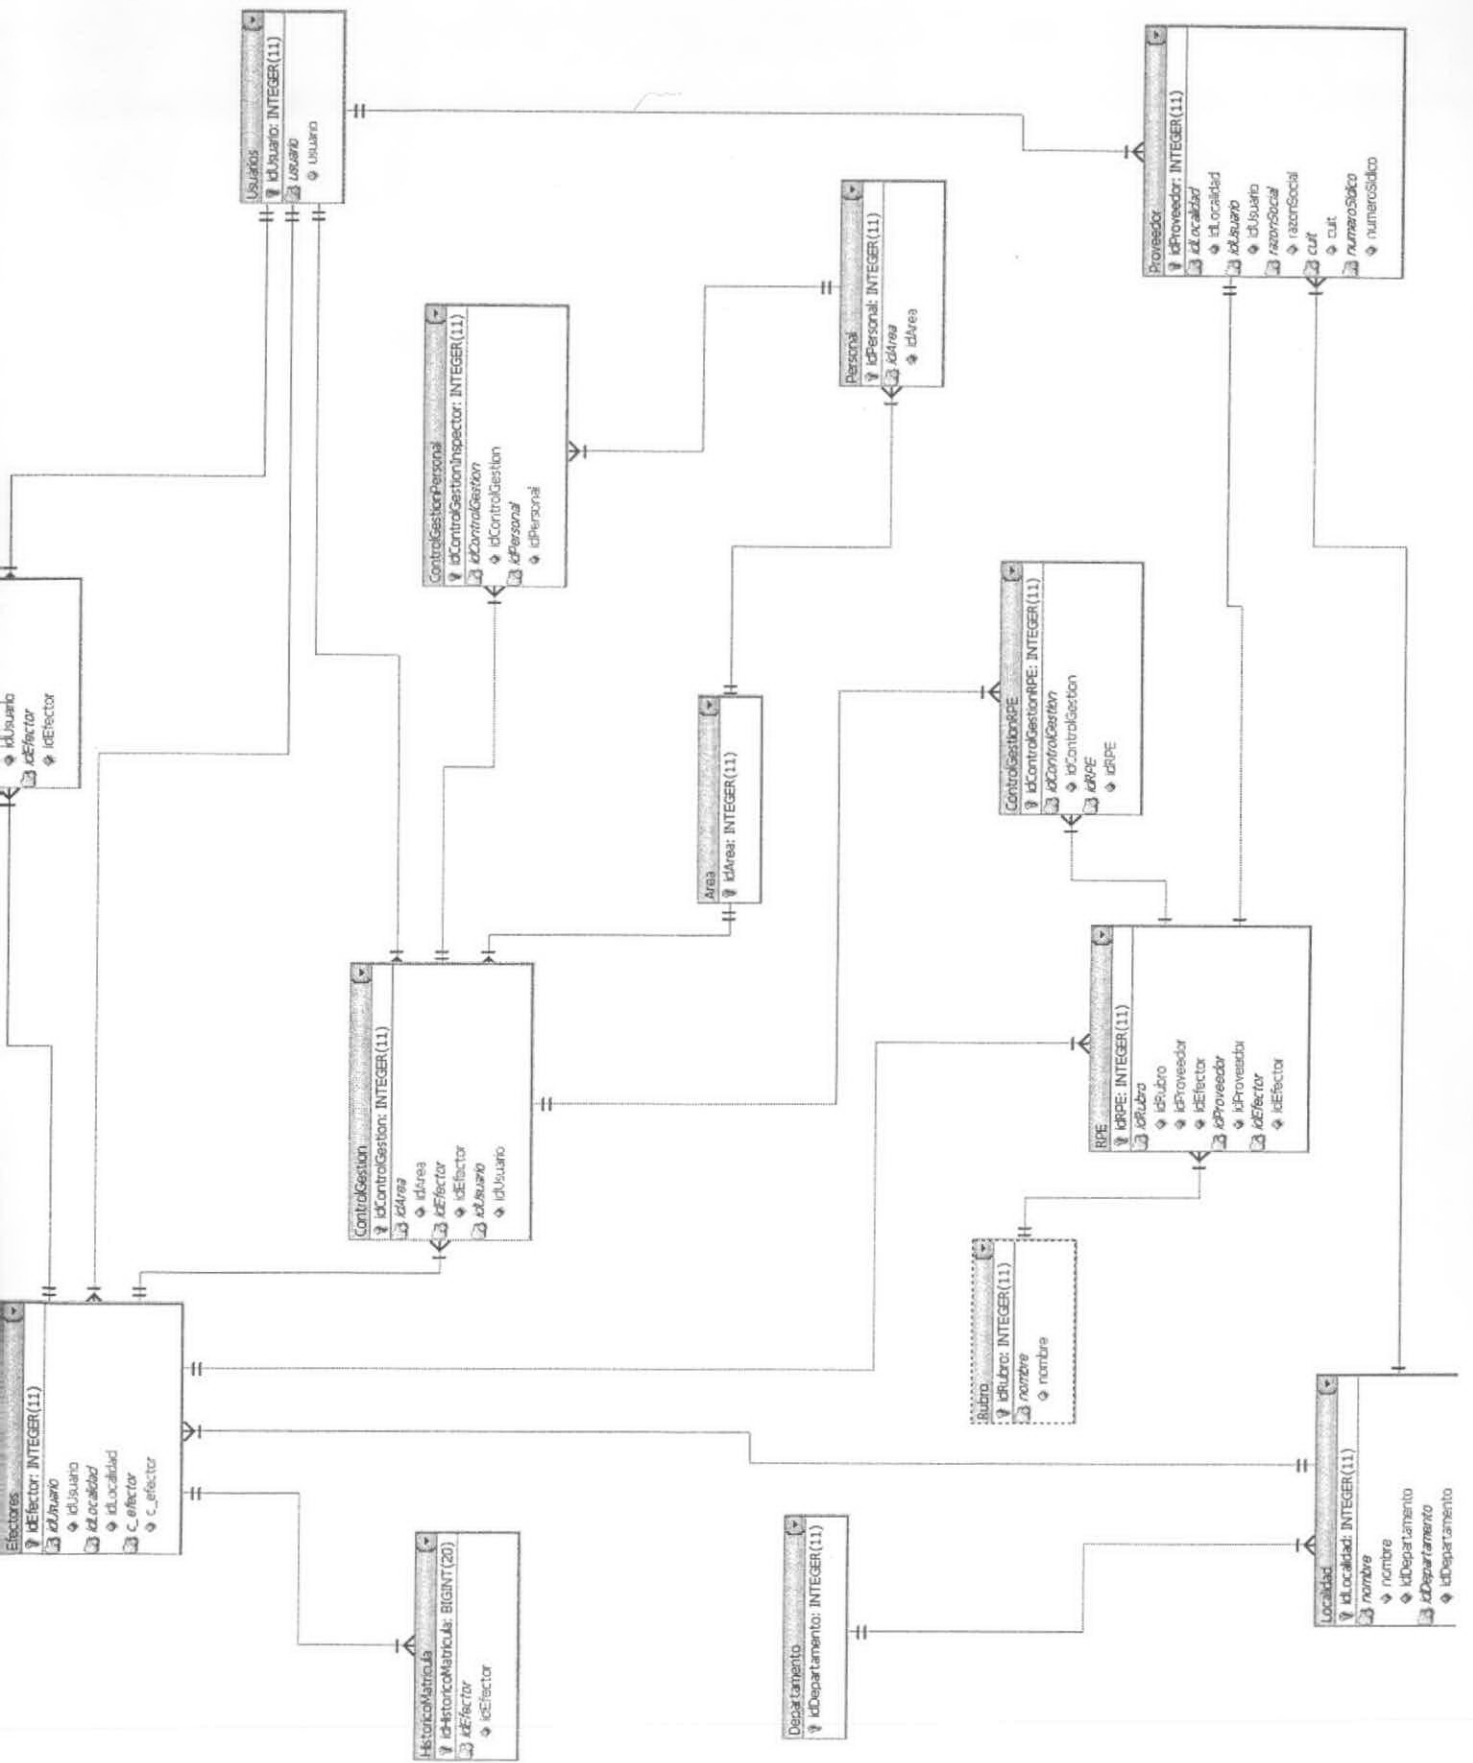 Usuarios
idUsuario: INTEGER(11)
usuario
usuario
Proveedor
idProveedor: INTEGER(11)
idLocalidad
idLocalidad
idUsuario
idUsuario
razonSocial
razonSocial
cuit
cuit
numeroSidico
numeroSidico
ControlGestionPersonal
idControlGestionInspector: INTEGER(11)
idControlGestion
idControlGestion
idPersonal
idPersonal
Personal
idPersonal: INTEGER(11)
idArea
idArea
idUsuario
idEfector
idEfector
Area
idArea: INTEGER(11)
ControlGestionRPE
idControlGestionRPE: INTEGER(11)
idControlGestion
idControlGestion
idRPE
idRPE
ControlGestion
idControlGestion: INTEGER(11)
idArea
idArea
idEfector
idEfector
idUsuario
idUsuario
RPE
idRPE: INTEGER(11)
idRubro
idRubro
idProveedor
idEfector
idProveedor
idProveedor
idEfector
idEfector
Efectores
idEfector: INTEGER(11)
idUsuario
idUsuario
idLocalidad
idLocalidad
c_efector
c_efector
Rubro
idRubro: INTEGER(11)
nombre
nombre
HistoricoMatricula
idHistoricoMatricula: BIGINT(20)
idEfector
idEfector
Departamento
idDepartamento: INTEGER(11)
Localidad
idLocalidad: INTEGER(11)
nombre
nombre
idDepartamento
idDepartamento
idDepartamento